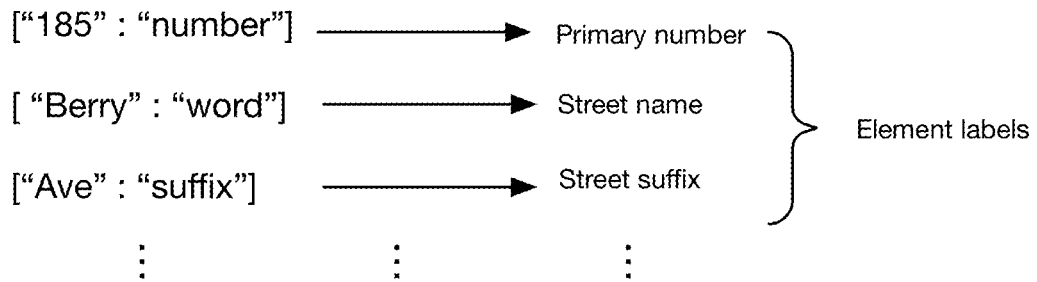 [“185” : “number”] Primary number
[ “Berry” : “word”] Street name
Element labels
[“Ave” : “suffix”] Street suffix